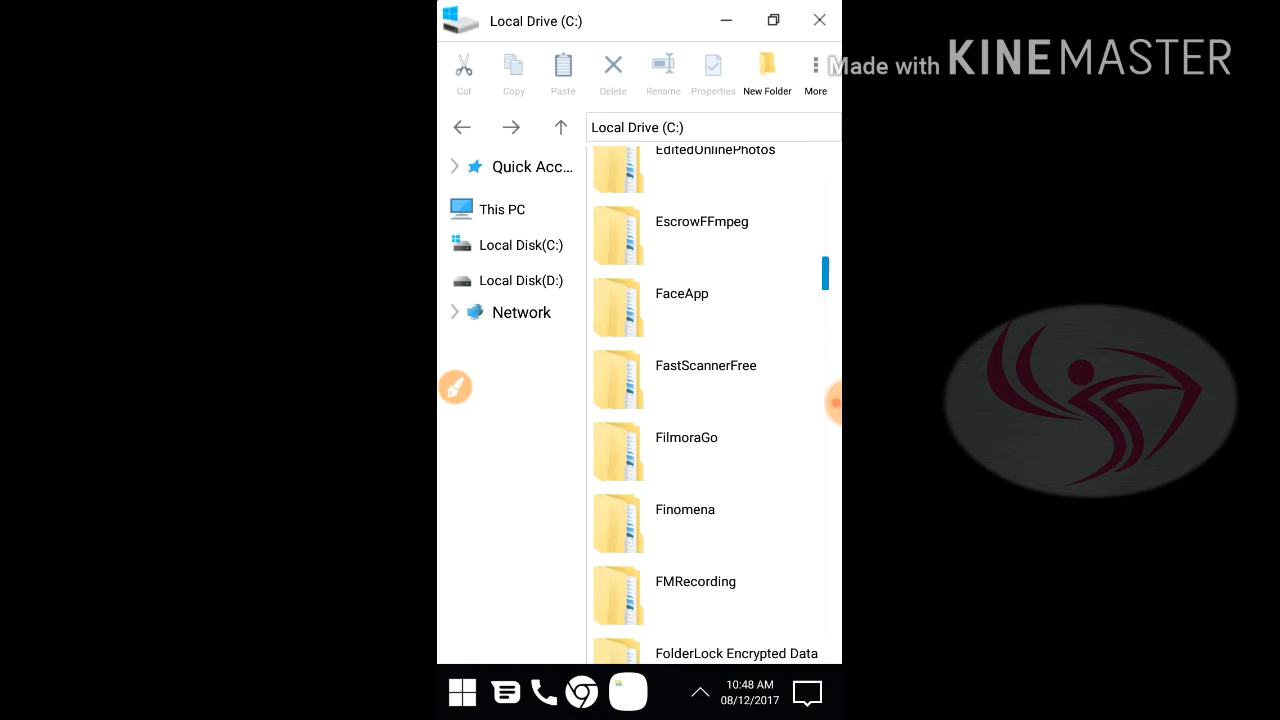 Local Drive (C:)
Made with KINEMASTER
Cut
Copy
Paste
Delete
Rename
Properties
New Folder
More
Local Drive (C:)
Quick Acc...
This PC
Local Disk(C:)
Local Disk(D:)
Network
EditedOnlinePhotos
EscrowFFmpeg
FaceApp
FastScannerFree
FilmoraGo
Finomena
FMRecording
FolderLock Encrypted Data
10:48 AM
08/12/2017